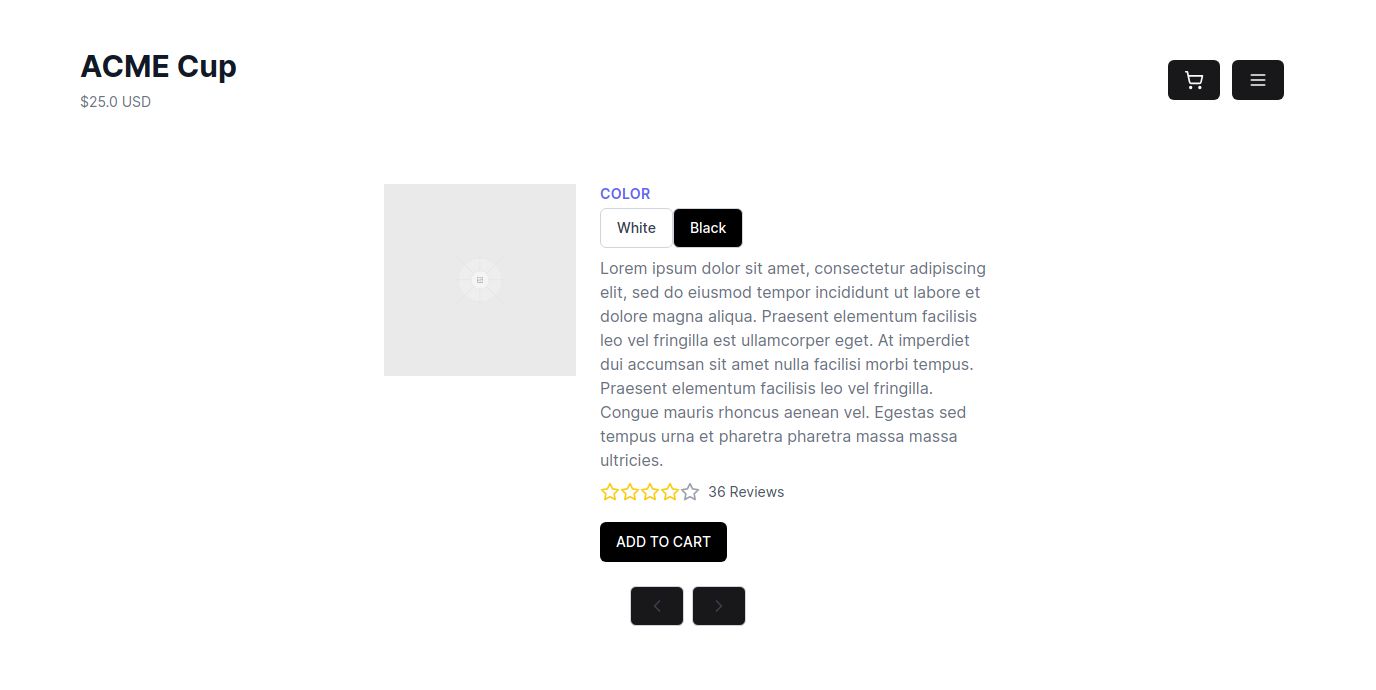 ACME Cup
$25.0 USD
COLOR
White Black
Lorem ipsum dolor sit amet, consectetur adipiscing
elit, sed do eiusmod tempor incididunt ut labore et
dolore magna aliqua. Praesent elementum facilisis
leo vel fringilla est ullamcorper eget. At imperdiet
dui accumsan sit amet nulla facilisi morbi tempus.
Praesent elementum facilisis leo vel fringilla.
Congue mauris rhoncus aenean vel. Egestas sed
tempus urna et pharetra pharetra massa massa
ultricies.
36 Reviews
ADD TO CART